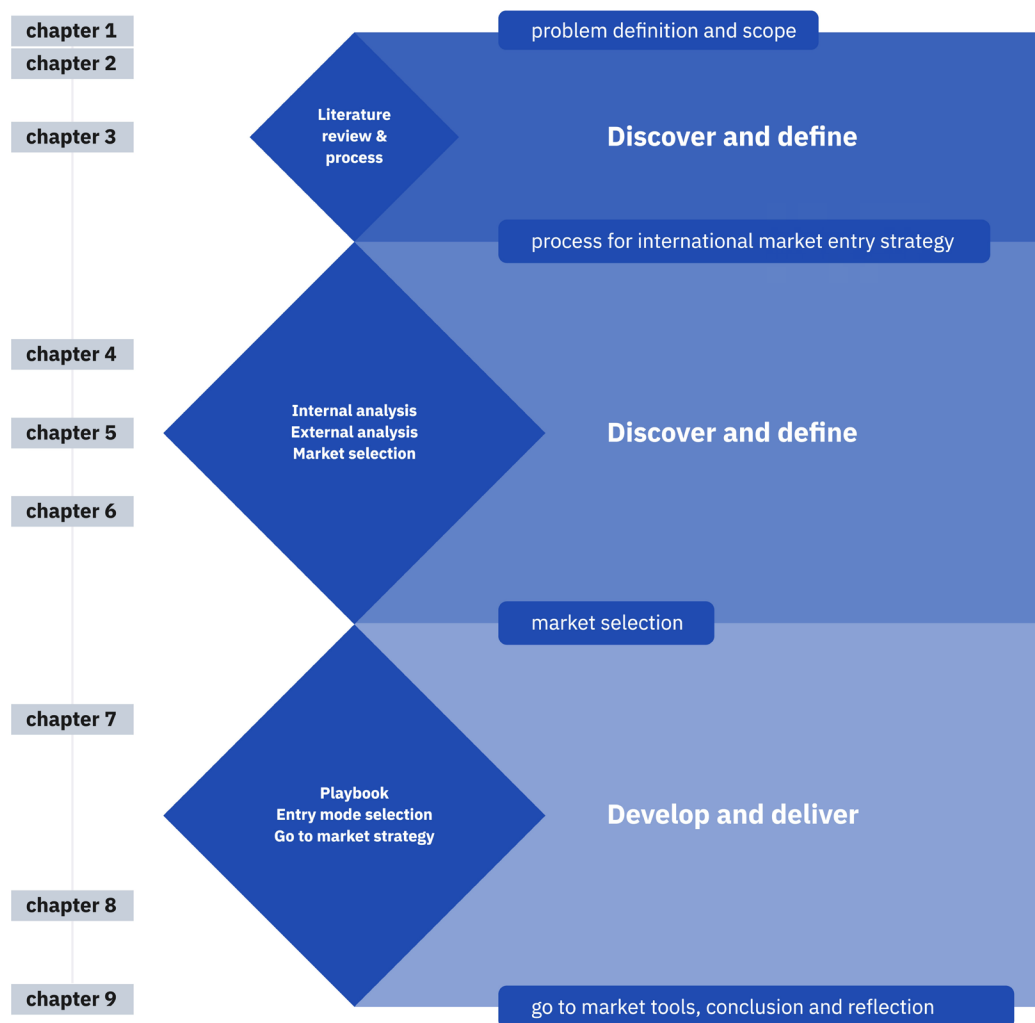 chapter 1
problem definition and scope
chapter 2
Literature
review &
process
chapter 3
Discover and define
process for international market entry strategy
chapter 4
Internal analysis
External analysis
Market selection
chapter 5
Discover and define
chapter 6
market selection
chapter 7
Playbook
Entry mode selection
Go to market strategy
Develop and deliver
chapter 8
chapter 9
go to market tools, conclusion and reflection